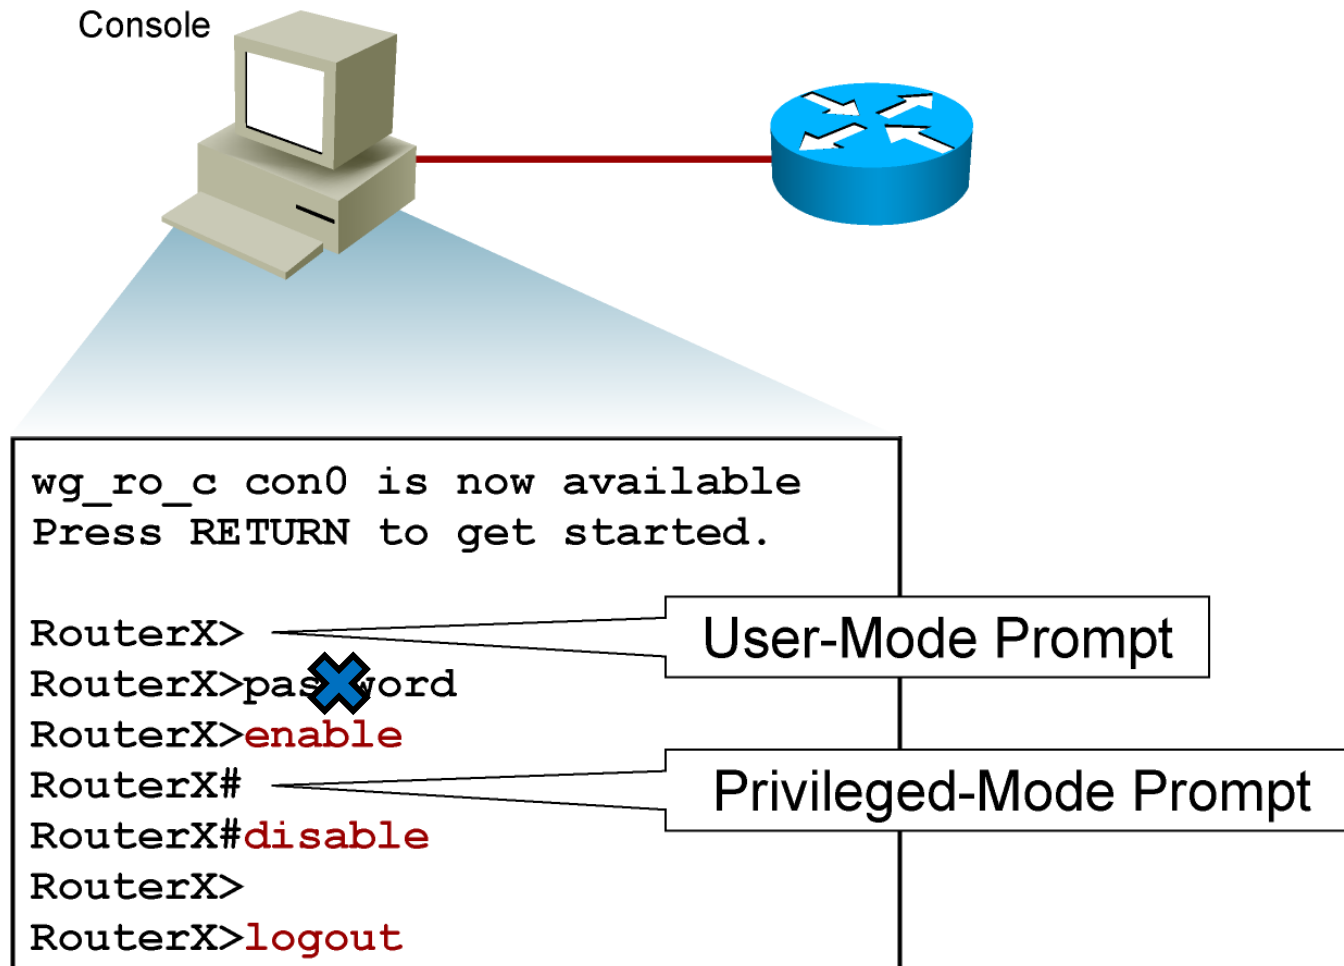 Console
wg_ro_c con0 is now available
Press RETURN to get started.
RouterX>
User-Mode Prompt
RouterX>
RouterX>enable
RouterX#
Privileged-Mode Prompt
RouterX#disable
RouterX>
RouterX>logout